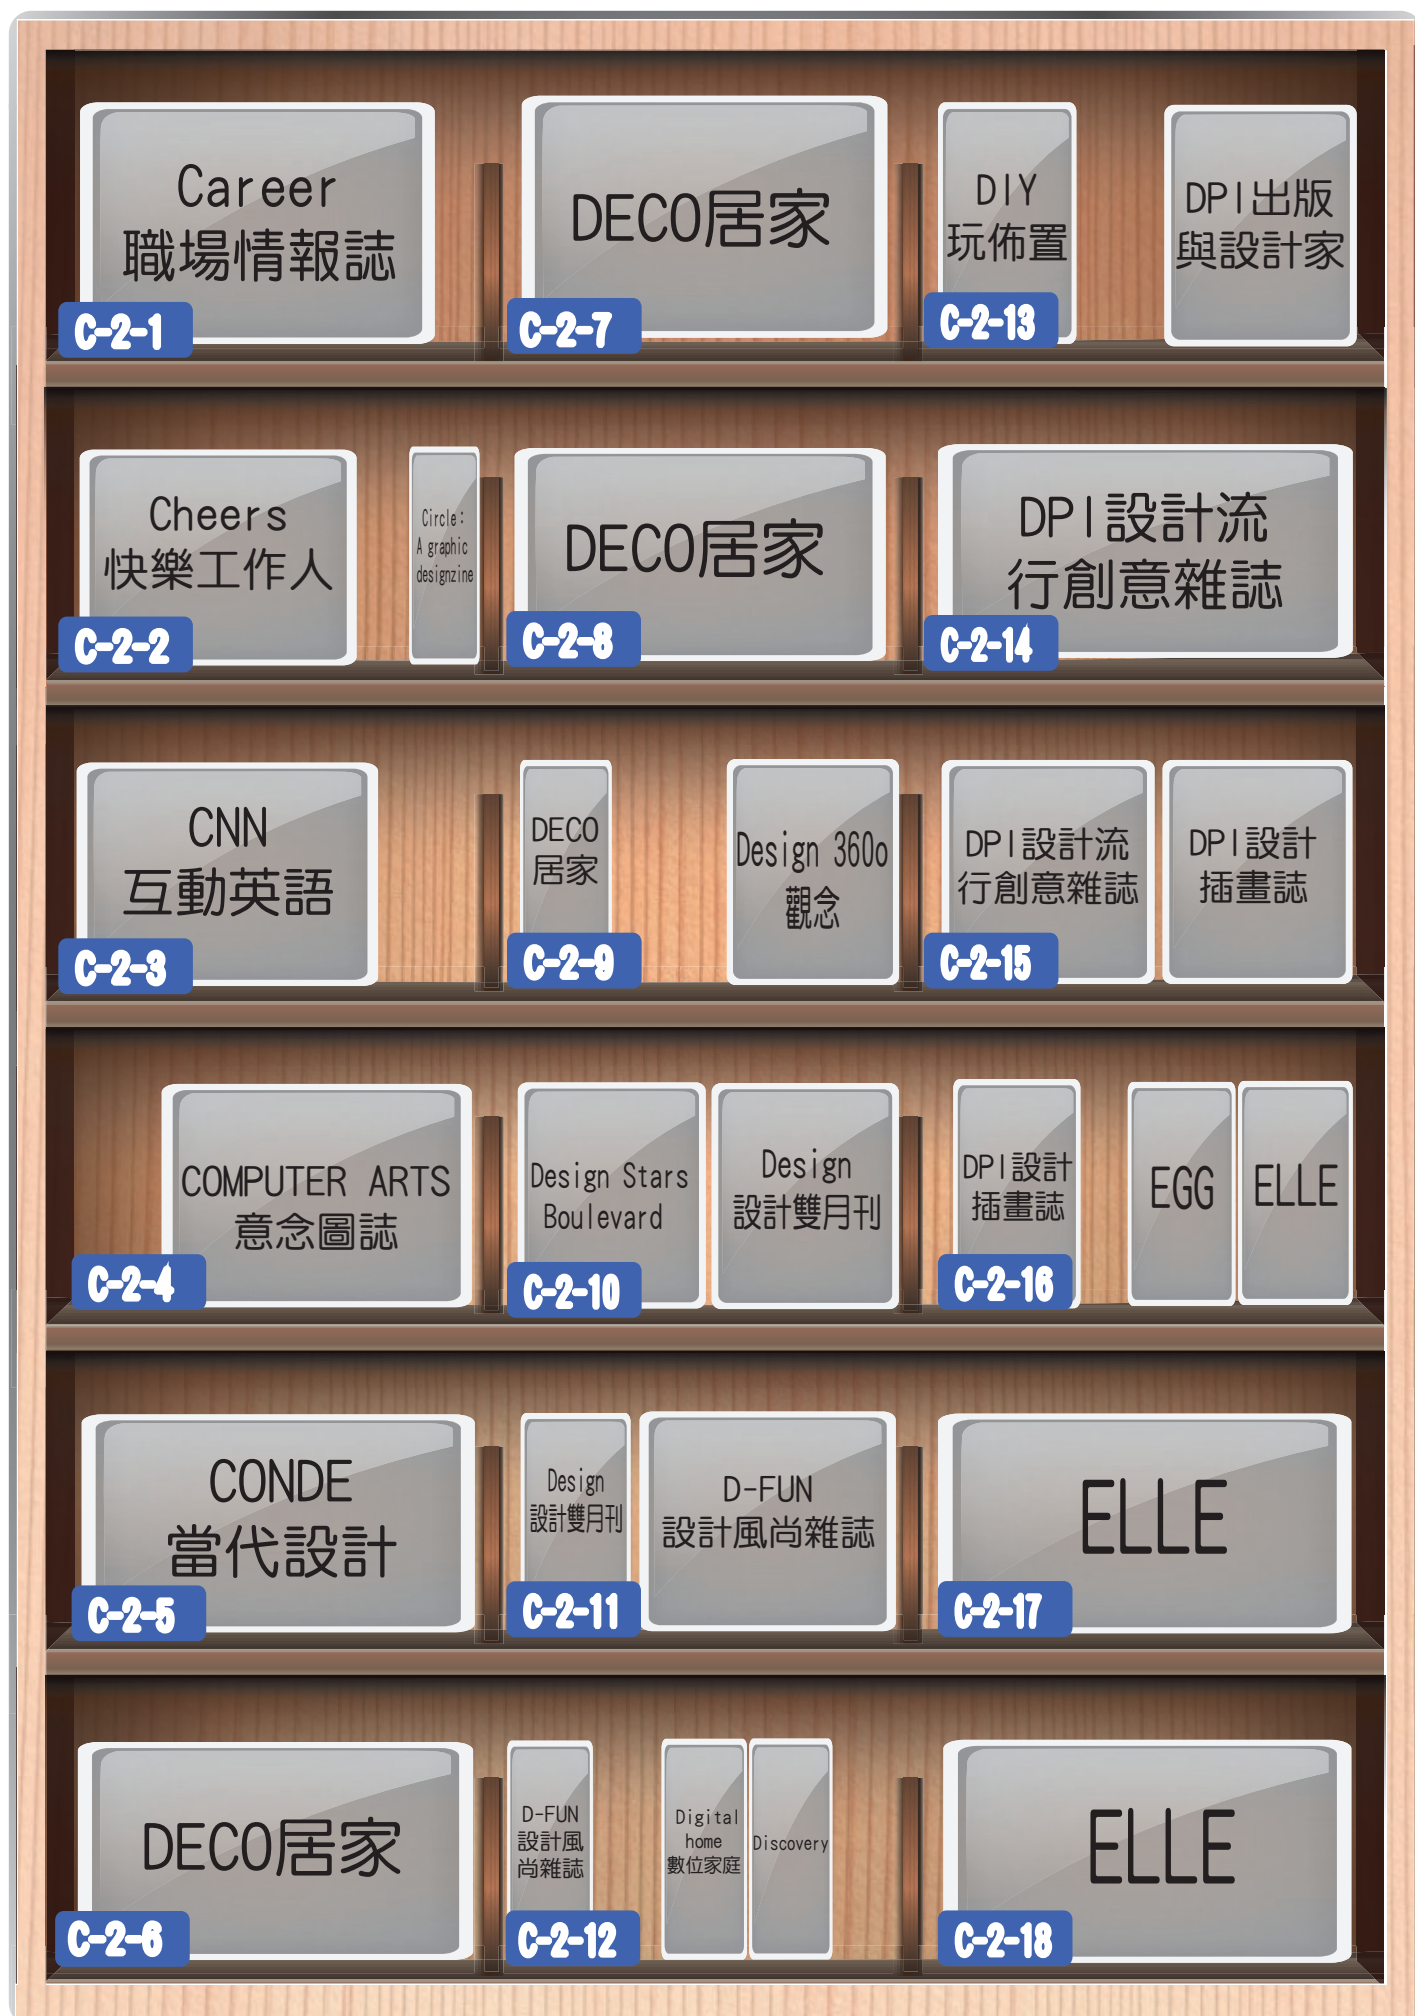 Career
職場情報誌
C-2-1
DECO居家
C-2-7
DIY
玩佈置
C-2-13
DPI出版
與設計家
Cheers
快樂工作人
C-2-2
Circle:
A graphic
designzine
DECO居家
C-2-8
DPI設計流
行創意雜誌
C-2-14
CNN
互動英語
C-2-3
DECO
居家
C-2-9
Design 360o
觀念
DPI設計流
行創意雜誌
C-2-15
DPI設計
插畫誌
COMPUTER ARTS
意念圖誌
C-2-4
Design Stars
Boulevard
C-2-10
Design
設計雙月刊
DPI設計
插畫誌
C-2-16
EGG
ELLE
CONDE
當代設計
C-2-5
Design
設計雙月刊
C-2-11
D-FUN
設計風尚雜誌
ELLE
C-2-17
DECO居家
C-2-6
D-FUN
設計風
尚雜誌
C-2-12
Digital
home
數位家庭
Discovery
ELLE
C-2-18